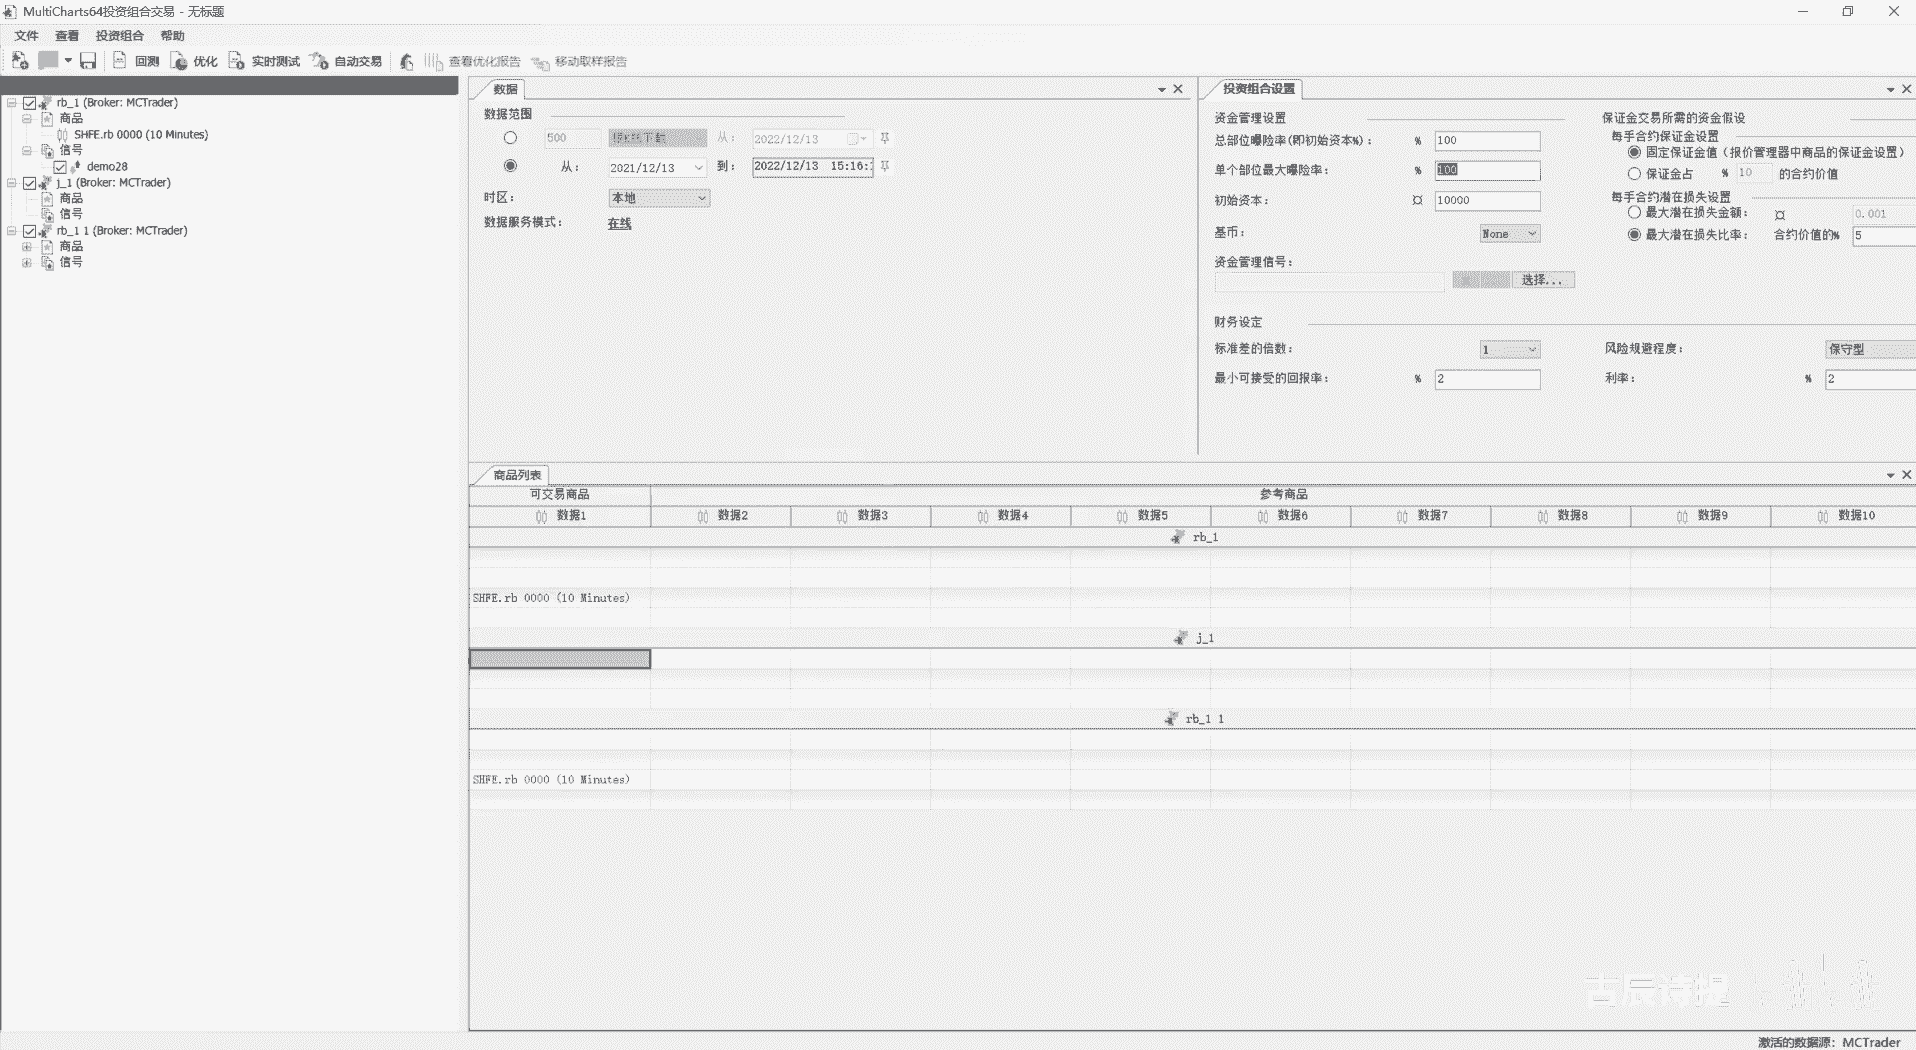 MultiCharts64投资组合交易 - 无标题
文件 查看 投资组合 帮助
回测 优化 实时测试 自动交易 查看优化报告 移动取样报告
rb_1 (Broker: MCTrader)
商品
SHFE.rb 0000 (10 Minutes)
信号
demo28
j_1 (Broker: MCTrader)
商品
信号
rb_1 1 (Broker: MCTrader)
商品
信号
数据
数据范围
500 从: 2022/12/13
从: 2021/12/13 到: 2022/12/13 15:16:
时区: 本地
数据服务模式: 在线
投资组合设置
资金管理设置
总部位曝险率(即初始资本%): % 100
单个部位最大曝险率: % 100
初始资本: ¤ 10000
基币: None
资金管理信号:
选择...
保证金交易所需的资金假设
每手合约保证金设置
固定保证金值(报价管理器中商品的保证金设置)
保证金占 % 10 的合约价值
每手合约潜在损失设置
最大潜在损失金额: ¤ 0.001
最大潜在损失比率: 合约价值的% 5
财务设定
标准差的倍数: 1 风险规避程度: 保守型
最小可接受的回报率: % 2 利率: % 2
商品列表
可交易商品 参考商品
数据1 数据2 数据3 数据4 数据5 数据6 数据7 数据8 数据9 数据10
rb_1
SHFE.rb 0000 (10 Minutes)
j_1
rb_1 1
SHFE.rb 0000 (10 Minutes)
激活的数据源: MCTrader